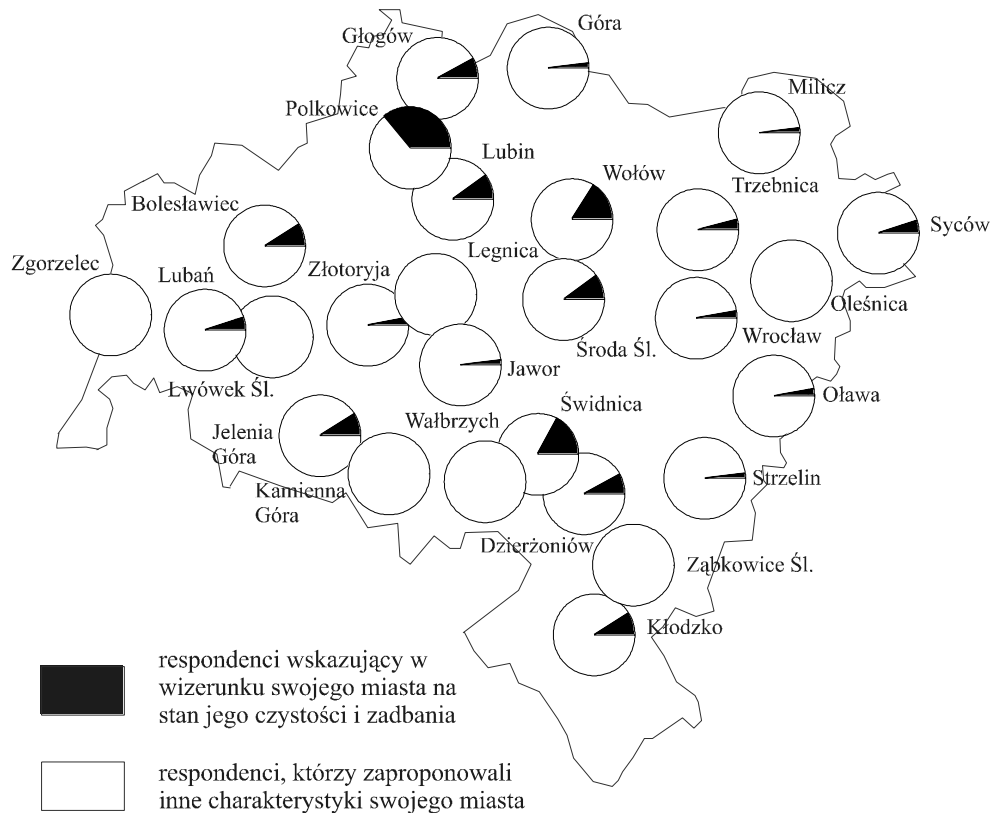 Góra
Głogów
Milicz
Polkowice
Lubin
Wołów
Trzebnica
Bolesławiec
Syców
Legnica
Zgorzelec
Lubań
Złotoryja
Oleśnica
Środa Śl.
Wrocław
Jawor
Lwówek Śl.
Oława
Świdnica
Wałbrzych
Jelenia
Góra
Strzelin
Kamienna
Góra
Dzierżoniów
Ząbkowice Śl.
Kłodzko
respondenci wskazujący w
wizerunku swojego miasta na
stan jego czystości i zadbania
respondenci, którzy zaproponowali
inne charakterystyki swojego miasta